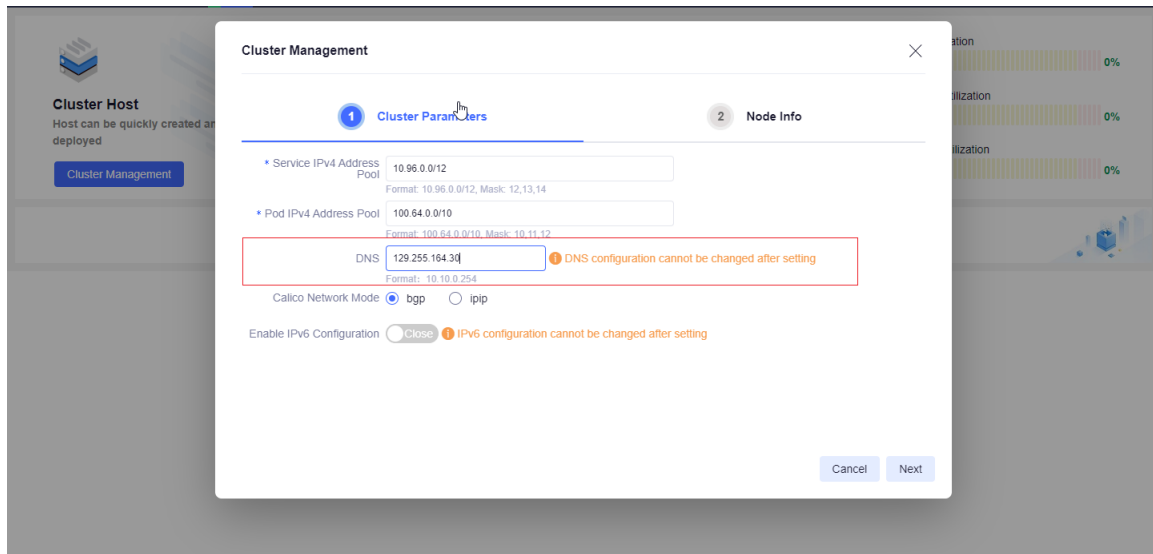 Cluster Management
1 Cluster Parameters
2 Node Info
* Service IPv4 Address Pool
10.96.0.0/12
Format: 10.96.0.0/12, Mask: 12,13,14
* Pod IPv4 Address Pool
100.64.0.0/10
Format: 100.64.0.0/10, Mask: 10,11,12
DNS
129.255.164.30
DNS configuration cannot be changed after setting
Format: 10.10.0.254
Calico Network Mode
bgp
ipip
Enable IPv6 Configuration
Close
IPv6 configuration cannot be changed after setting
Cancel
Next
Cluster Host
Host can be quickly created an
deployed
Cluster Management
ation
0%
ilization
0%
ilization
0%